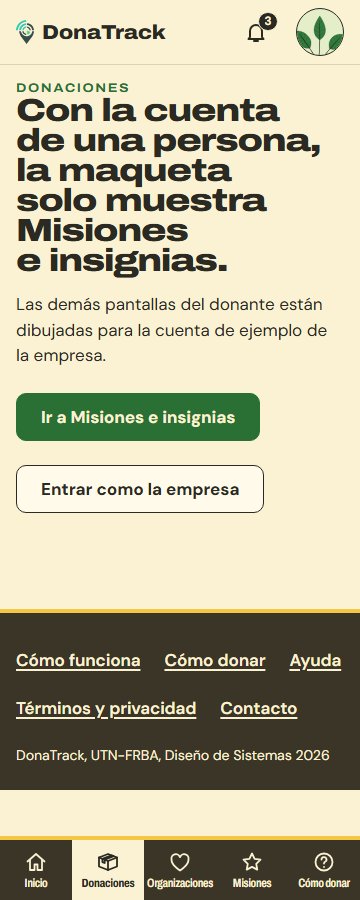 DonaTrack
3
DONACIONES
Con la cuenta
de una persona,
la maqueta
solo muestra
Misiones
e insignias.
Las demás pantallas del donante están
dibujadas para la cuenta de ejemplo de
la empresa.
Ir a Misiones e insignias
Entrar como la empresa
Cómo funciona Cómo donar Ayuda
Términos y privacidad Contacto
DonaTrack, UTN-FRBA, Diseño de Sistemas 2026
Inicio Donaciones Organizaciones Misiones Cómo donar